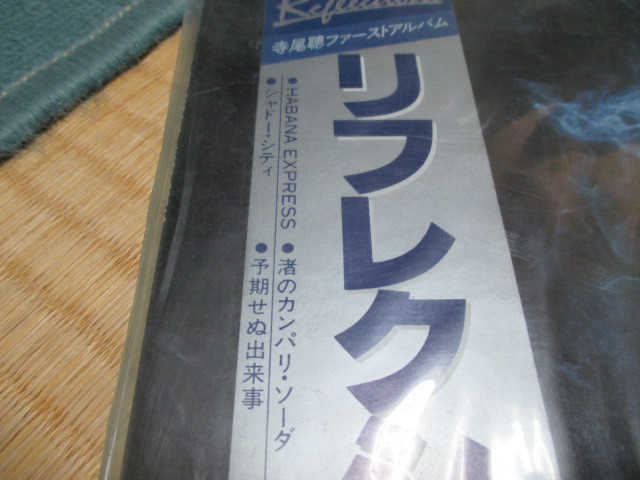 Reflections
寺尾聰ファーストアルバム
リフレク
● HABANA EXPRESS
● 渚のカンパリ・ソーダ
● シャドー・シティ
● 予期せぬ出来事